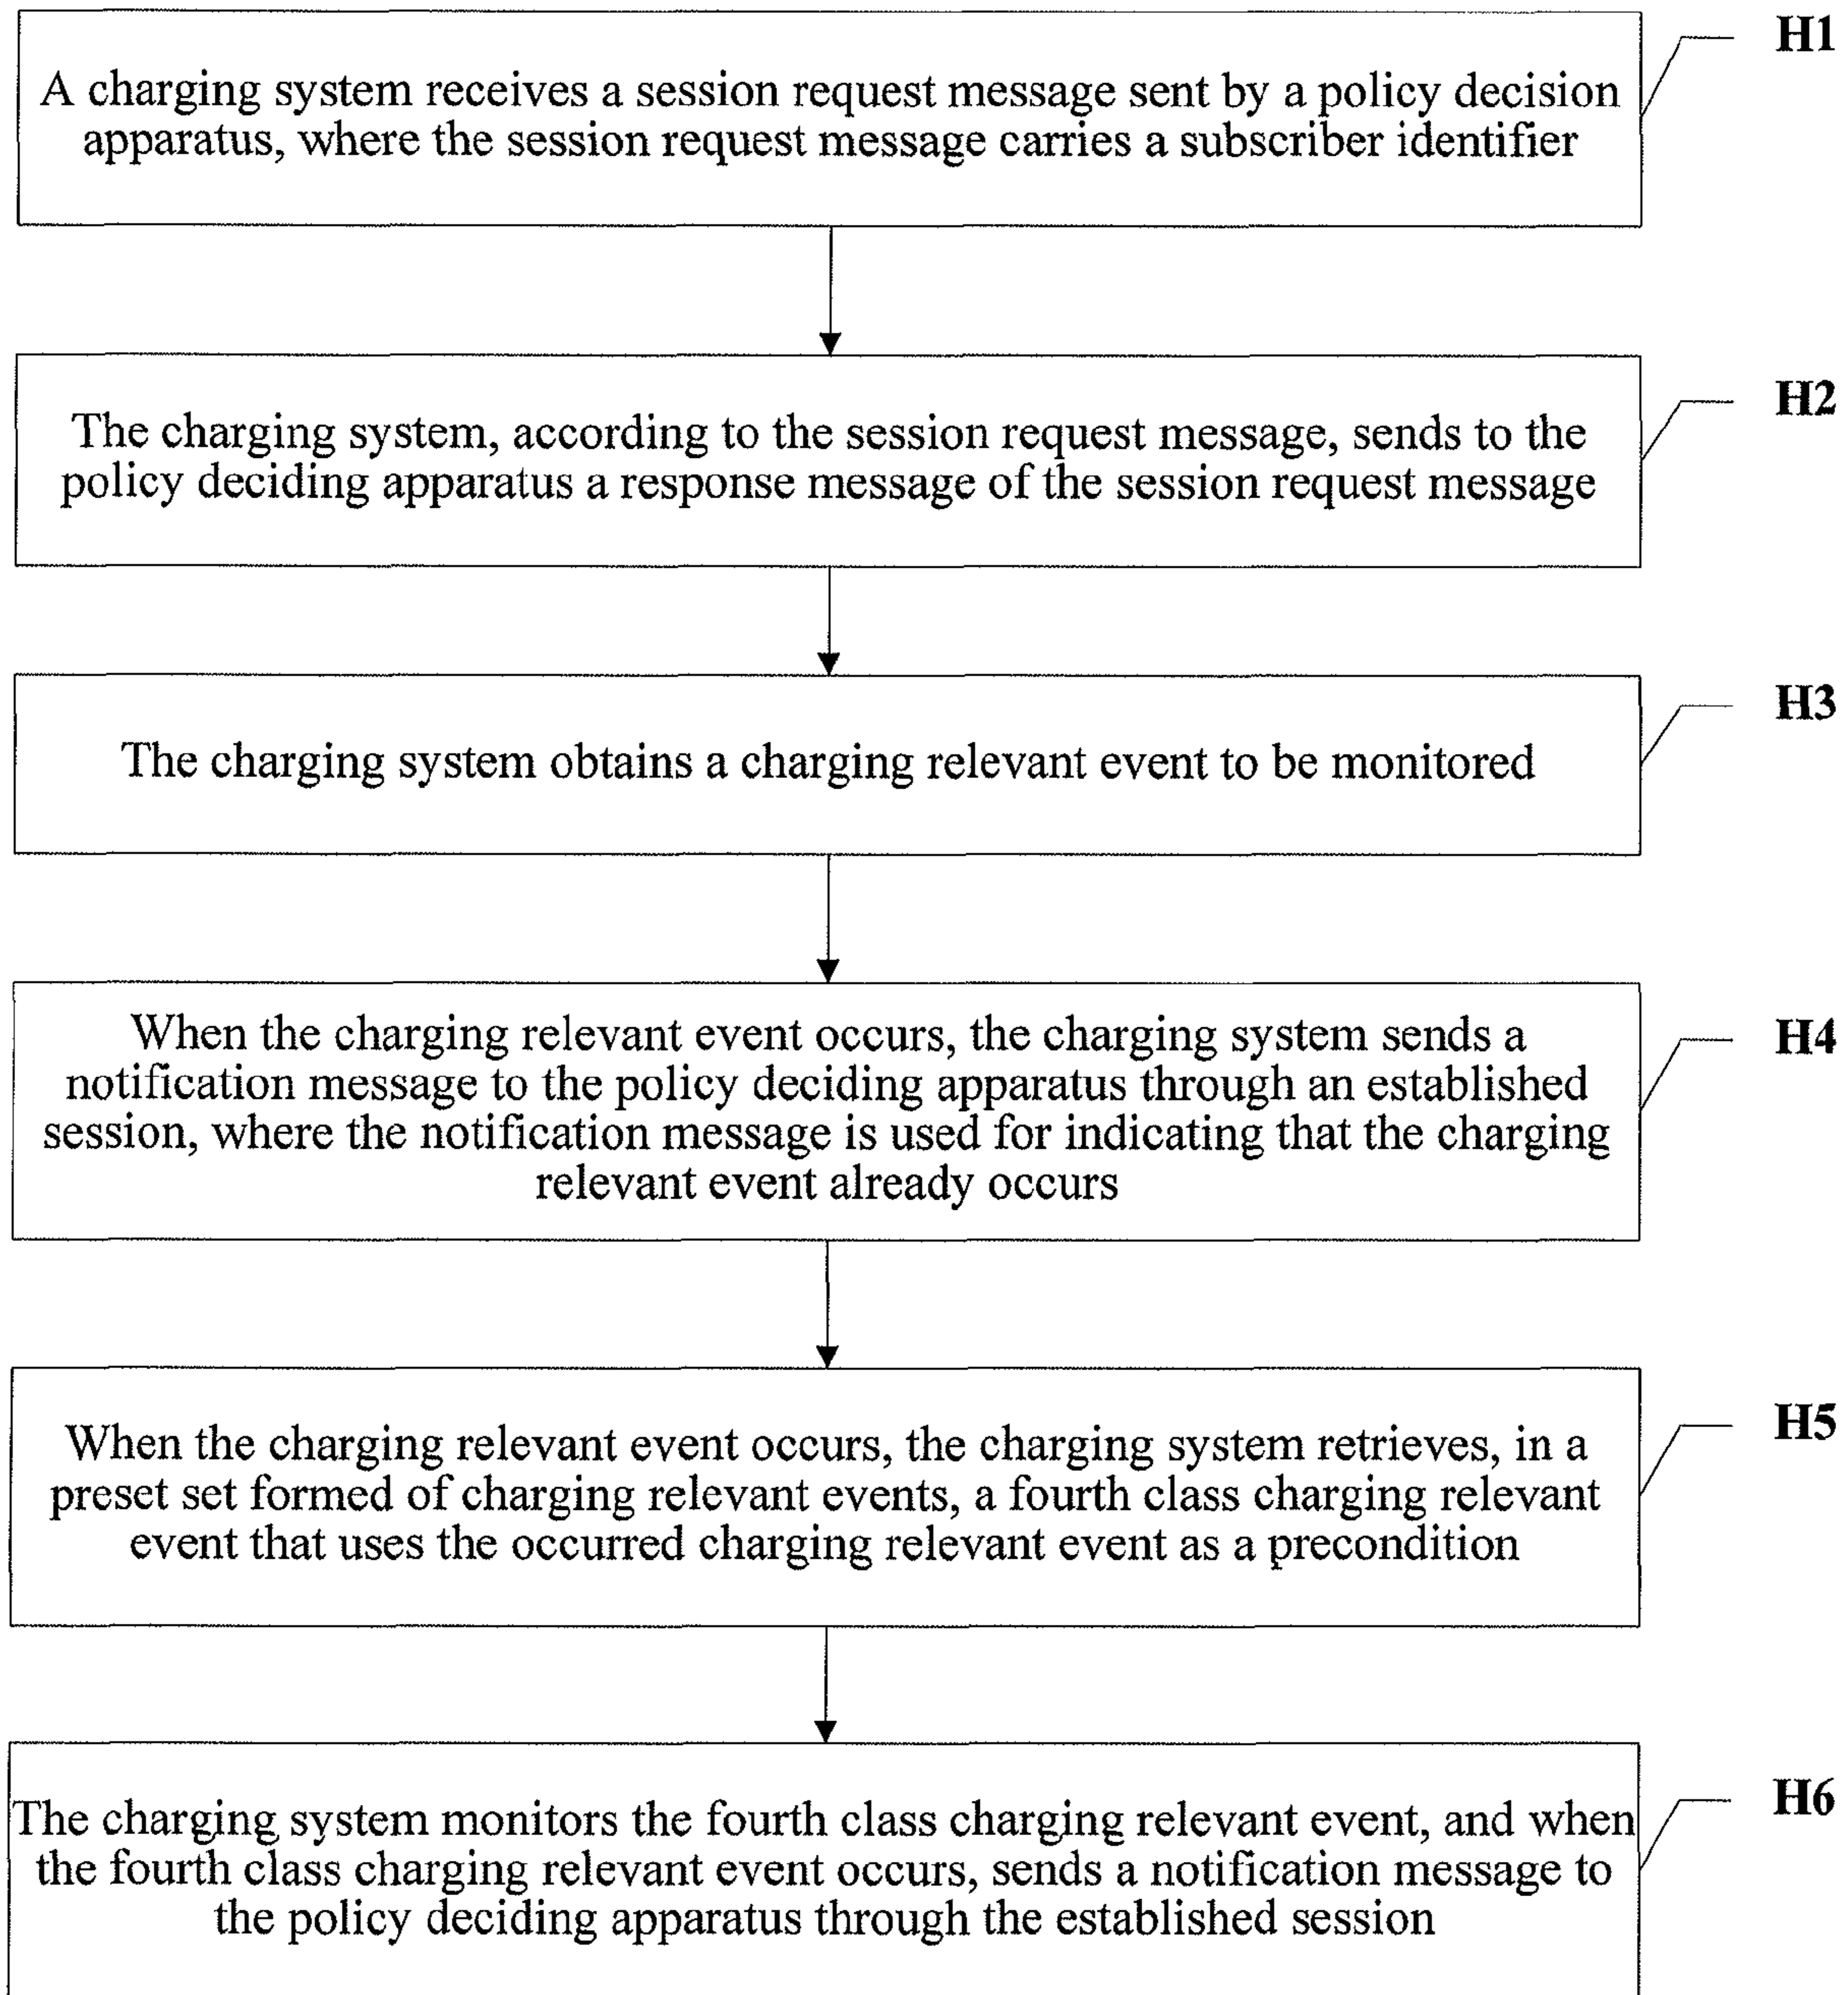 H1
A charging system receives a session request message sent by a policy decision
apparatus, where the session request message carries a subscriber identifier
H2
The charging system, according to the session request message, sends to the
policy deciding apparatus a response message of the session request message
H3
The charging system obtains a charging relevant event to be monitored
H4
When the charging relevant event occurs, the charging system sends a
notification message to the policy deciding apparatus through an established
session, where the notification message is used for indicating that the charging
relevant event already occurs
H5
When the charging relevant event occurs, the charging system retrieves, in a
preset set formed of charging relevant events, a fourth class charging relevant
event that uses the occurred charging relevant event as a precondition
H6
The charging system monitors the fourth class charging relevant event, and when
the fourth class charging relevant event occurs, sends a notification message to
the policy deciding apparatus through the established session